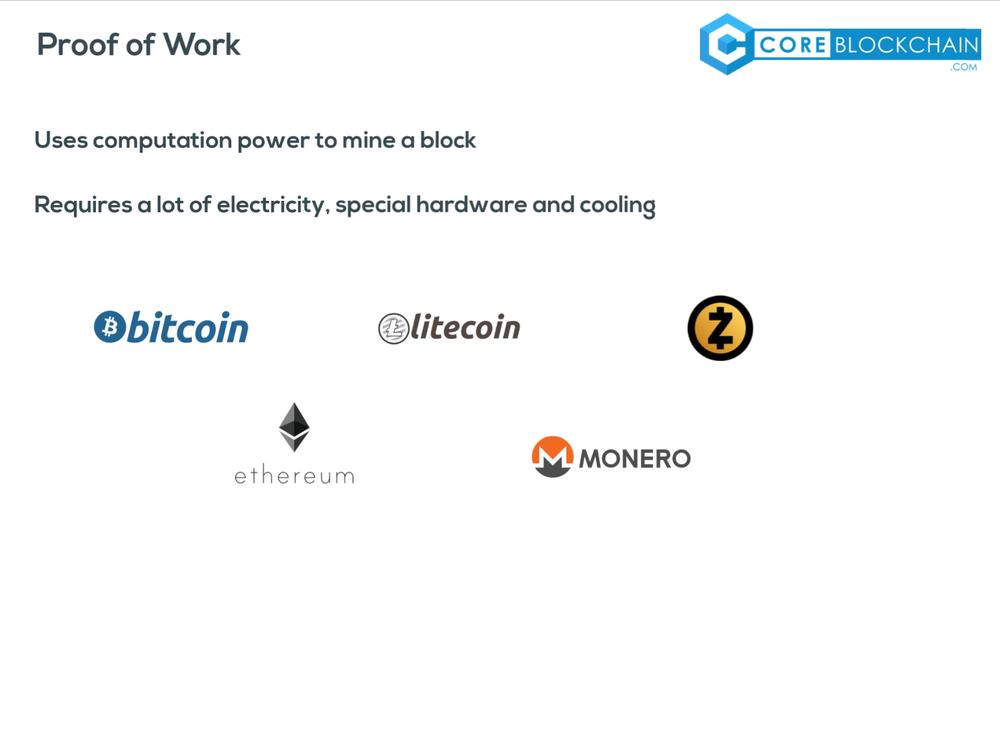 Proof of Work
CORE BLOCKCHAIN
.COM
Uses computation power to mine a block
Requires a lot of electricity, special hardware and cooling
bitcoin
litecoin
ethereum
MONERO